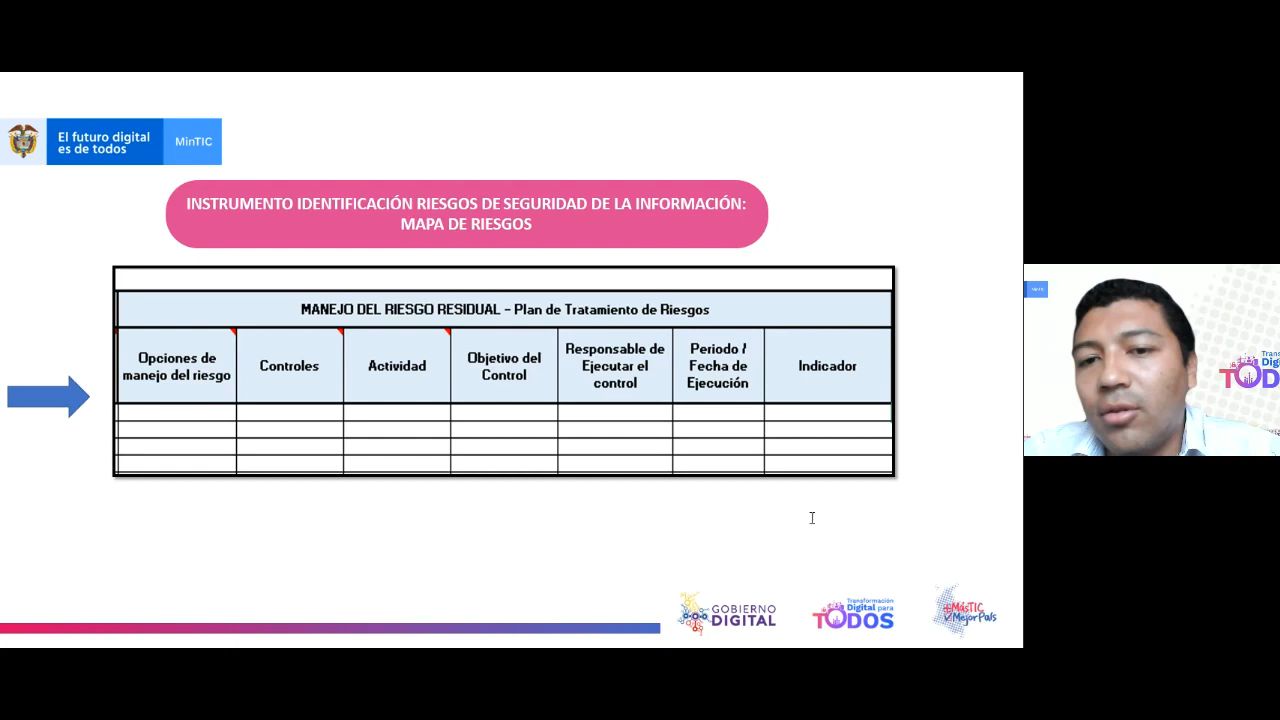 El futuro digital
es de todos
MinTIC
INSTRUMENTO IDENTIFICACIÓN RIESGOS DE SEGURIDAD DE LA INFORMACIÓN:
MAPA DE RIESGOS
MANEJO DEL RIESGO RESIDUAL - Plan de Tratamiento de Riesgos
Opciones de
manejo del riesgo
Controles
Actividad
Objetivo del
Control
Responsable de
Ejecutar el
control
Periodo /
Fecha de
Ejecución
Indicador
GOBIERNO
DIGITAL
Transformación
Digital para
TODOS
+MásTIC
MejorPaís
TODOS